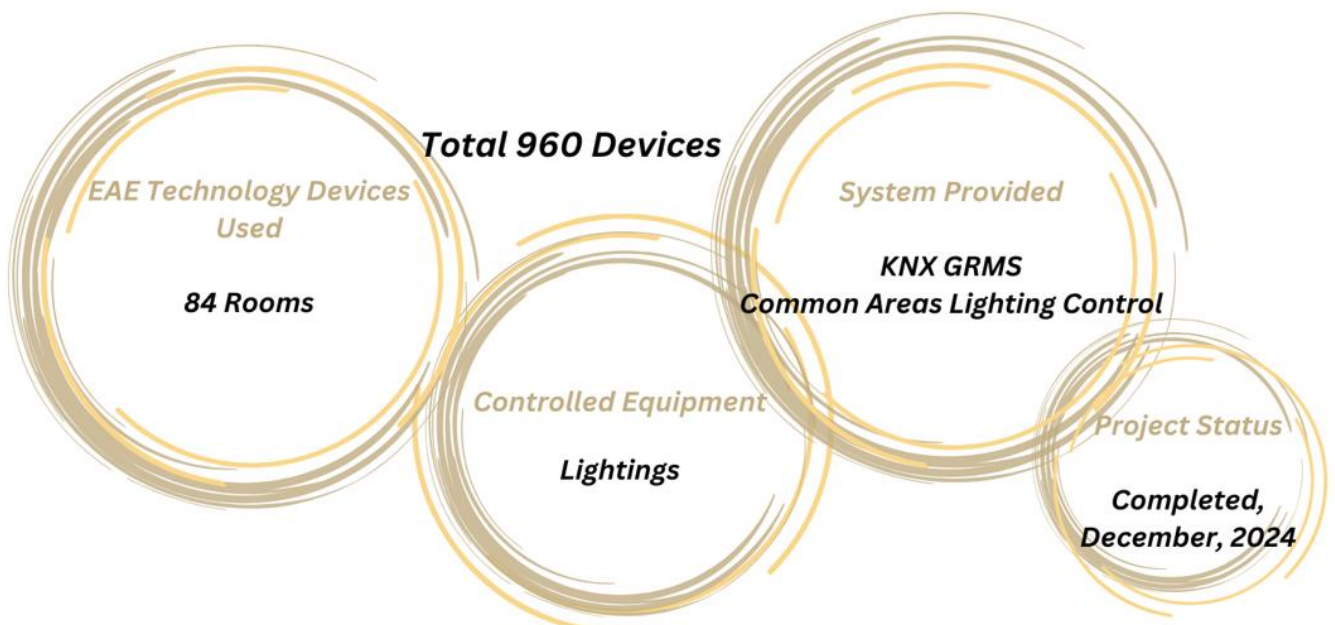 Total 960 Devices
EAE Technology Devices
Used
84 Rooms
Controlled Equipment
Lightings
System Provided
KNX GRMS
Common Areas Lighting Control
Project Status
Completed,
December, 2024